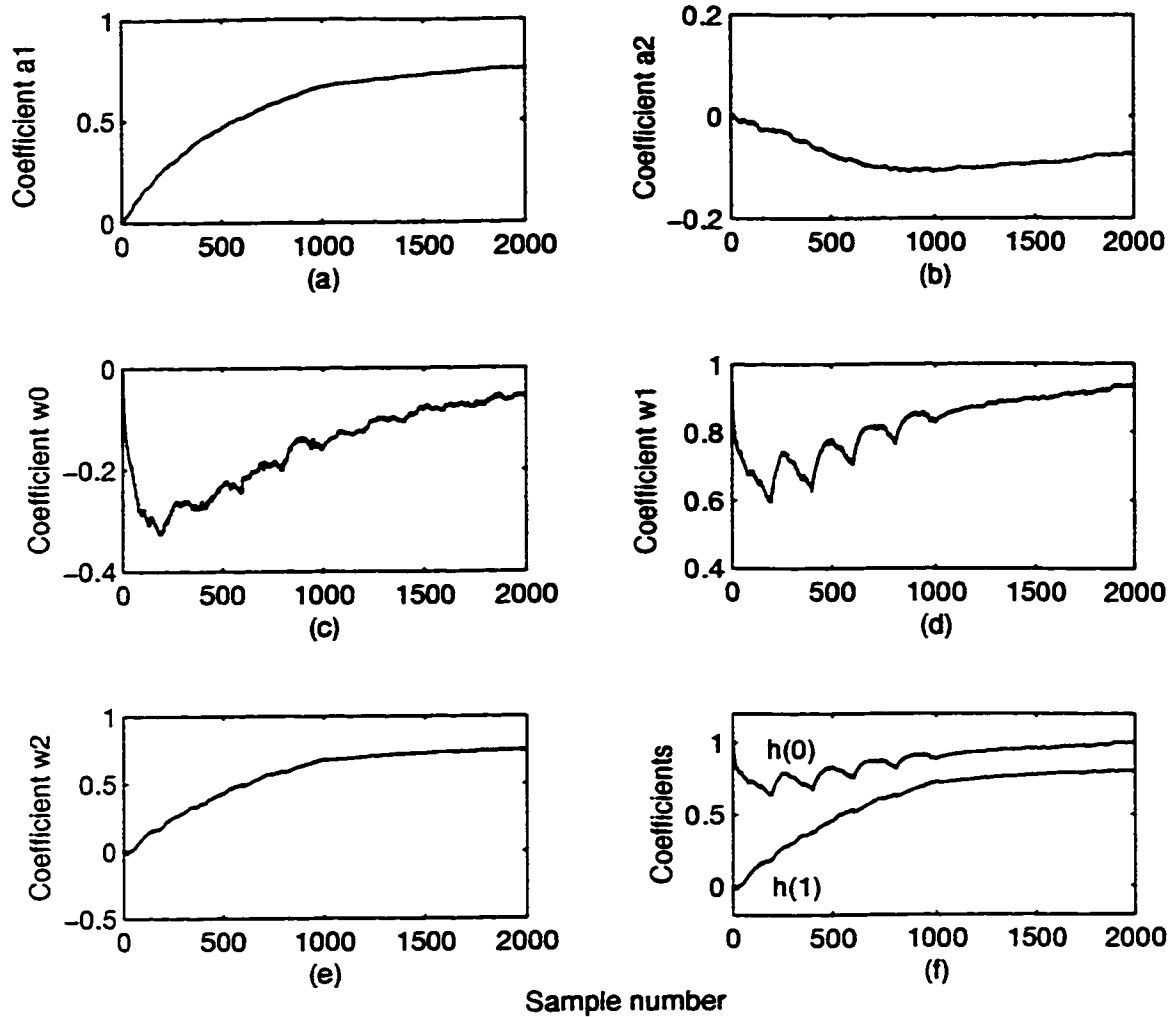 Coefficient a1
1
0.5
0
0 500 1000 1500 2000
(a)
Coefficient a2
0.2
0
−0.2
0 500 1000 1500 2000
(b)
Coefficient w0
0
−0.2
−0.4
0 500 1000 1500 2000
(c)
Coefficient w1
1
0.8
0.6
0.4
0 500 1000 1500 2000
(d)
Coefficient w2
1
0.5
0
−0.5
0 500 1000 1500 2000
(e)
Coefficients
1
0.5
0
h(0)
h(1)
0 500 1000 1500 2000
(f)
Sample number